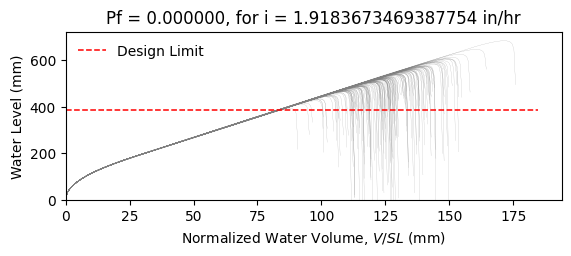 Pf = 0.000000, for i = 1.9183673469387754 in/hr
Design Limit
Water Level (mm)
600
400
200
0
0 25 50 75 100 125 150 175
Normalized Water Volume, V/SL (mm)